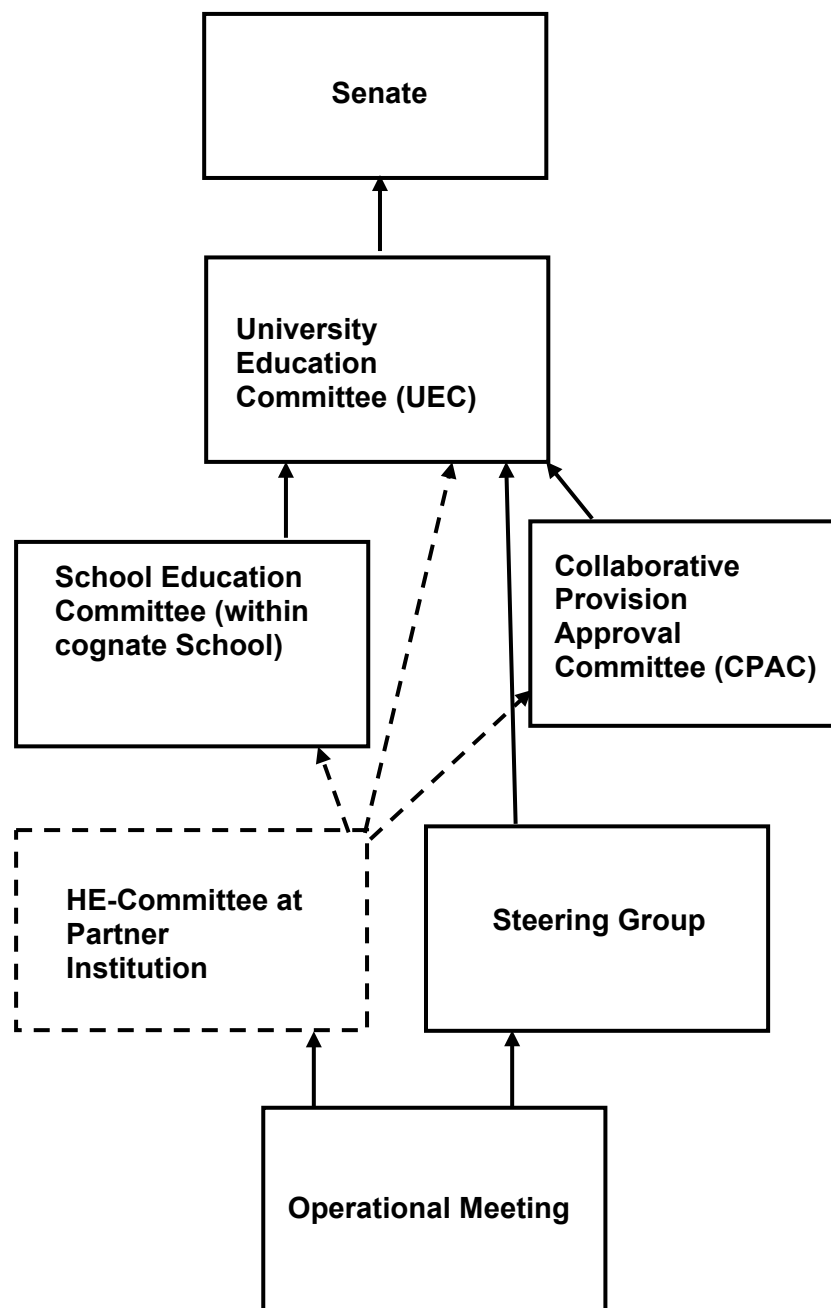 Senate
University
Education
Committee (UEC)
School Education
Committee (within
cognate School)
Collaborative
Provision
Approval
Committee (CPAC)
HE-Committee at
Partner
Institution
Steering Group
Operational Meeting